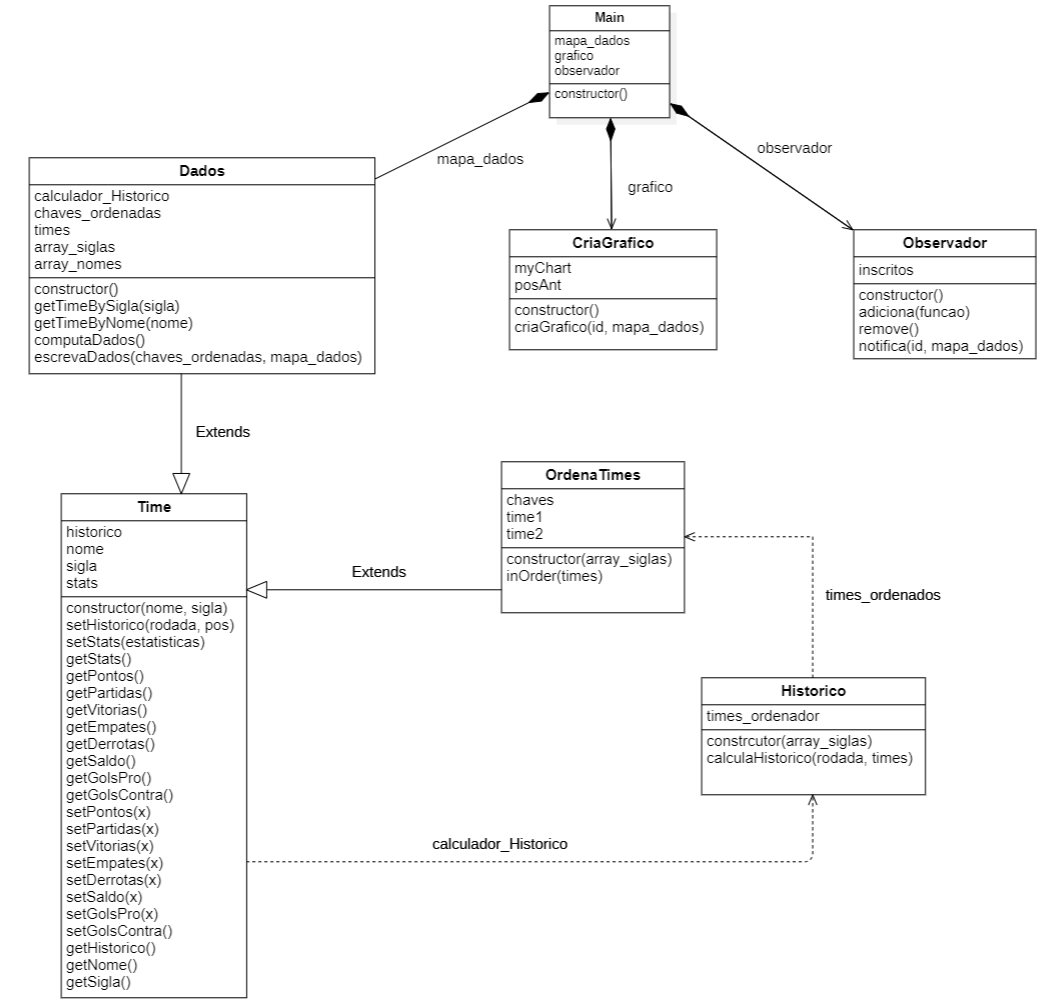 Main
mapa_dados
grafico
observador
constructor()
mapa_dados
grafico
observador
Dados
calculador_Historico
chaves_ordenadas
times
array_siglas
array_nomes
constructor()
getTimeBySigla(sigla)
getTimeByNome(nome)
computaDados()
escrevaDados(chaves_ordenadas, mapa_dados)
CriaGrafico
myChart
posAnt
constructor()
criaGrafico(id, mapa_dados)
Observador
inscritos
constructor()
adiciona(funcao)
remove()
notifica(id, mapa_dados)
Extends
Time
historico
nome
sigla
stats
constructor(nome, sigla)
setHistorico(rodada, pos)
setStats(estatisticas)
getStats()
getPontos()
getPartidas()
getVitorias()
getEmpates()
getDerrotas()
getSaldo()
getGolsPro()
getGolsContra()
setPontos(x)
setPartidas(x)
setVitorias(x)
setEmpates(x)
setDerrotas(x)
setSaldo(x)
setGolsPro(x)
setGolsContra()
getHistorico()
getNome()
getSigla()
Extends
OrdenaTimes
chaves
time1
time2
constructor(array_siglas)
inOrder(times)
times_ordenados
Historico
times_ordenador
constrcutor(array_siglas)
calculaHistorico(rodada, times)
calculador_Historico